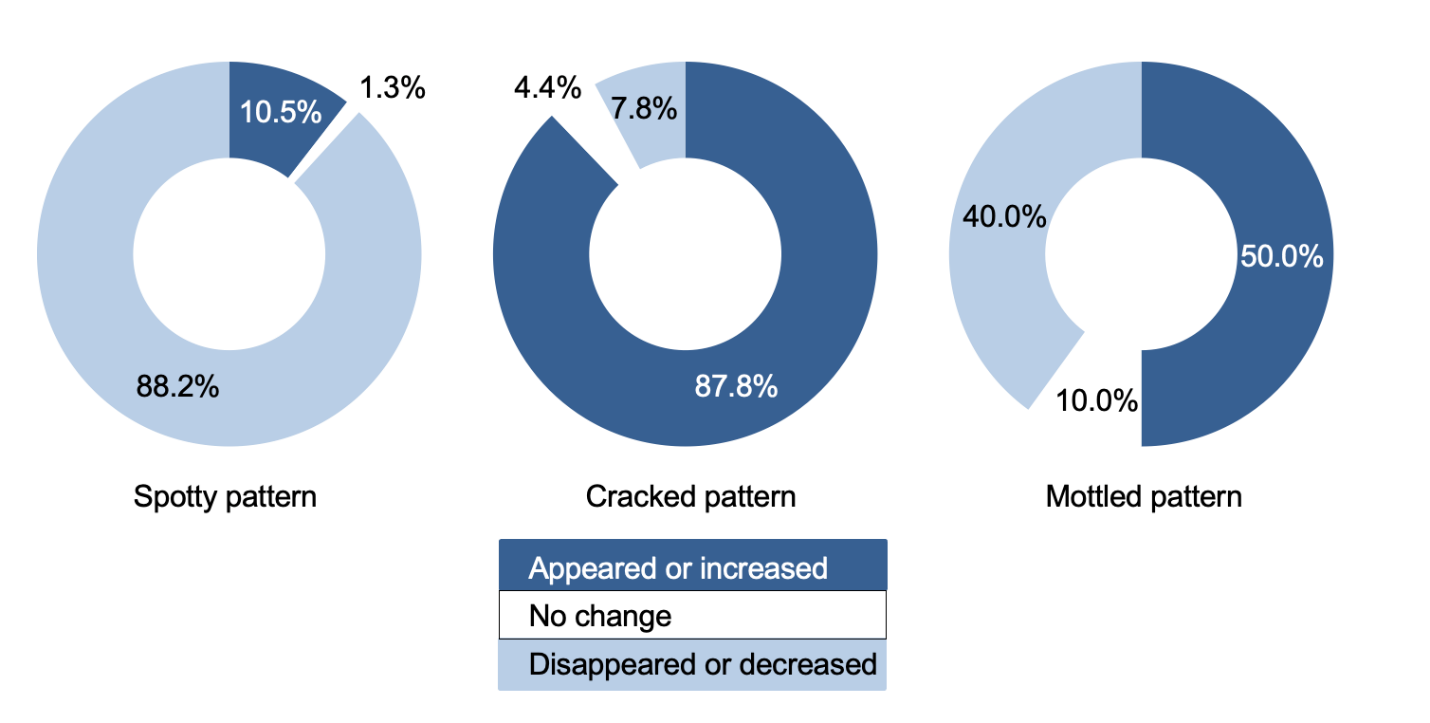 10.5%
1.3%
88.2%
Spotty pattern
4.4%
7.8%
87.8%
Cracked pattern
40.0%
50.0%
10.0%
Mottled pattern
Appeared or increased
No change
Disappeared or decreased